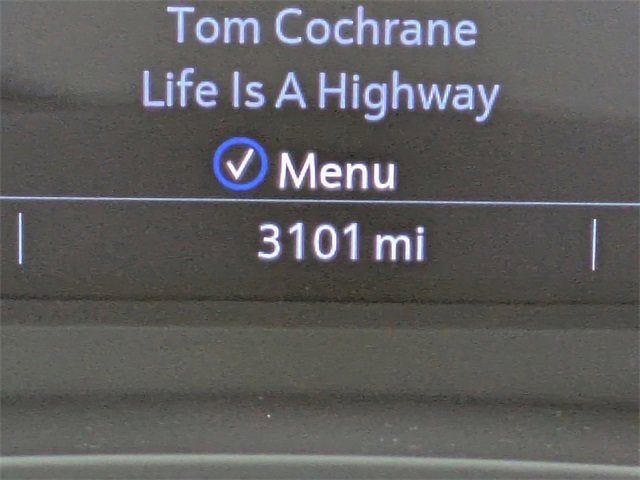 Tom Cochrane
Life Is A Highway
Menu
3101 mi